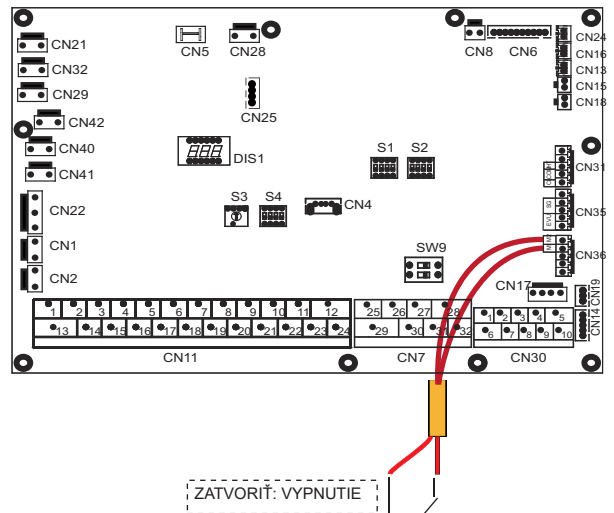 CN21
CN5
CN28
CN8
CN6
CN24
CN16
CN32
CN13
CN29
CN15
CN18
CN25
CN42
CN40
DIS1
S1
S2
CN41
CN31
SG
EVU
CN35
CN22
S3
S4
CN4
M1 M2
CN36
CN1
SW9
CN2
CN17
CN19
CN14
1 2 3 4 5 6 7 8 9 10 11 12
13 14 15 16 17 18 19 20 21 22 23 24
CN11
25 26 27 28
29 30 31 32
CN7
1 2 3 4 5
6 7 8 9 10
CN30
ZATVORIŤ: VYPNUTIE